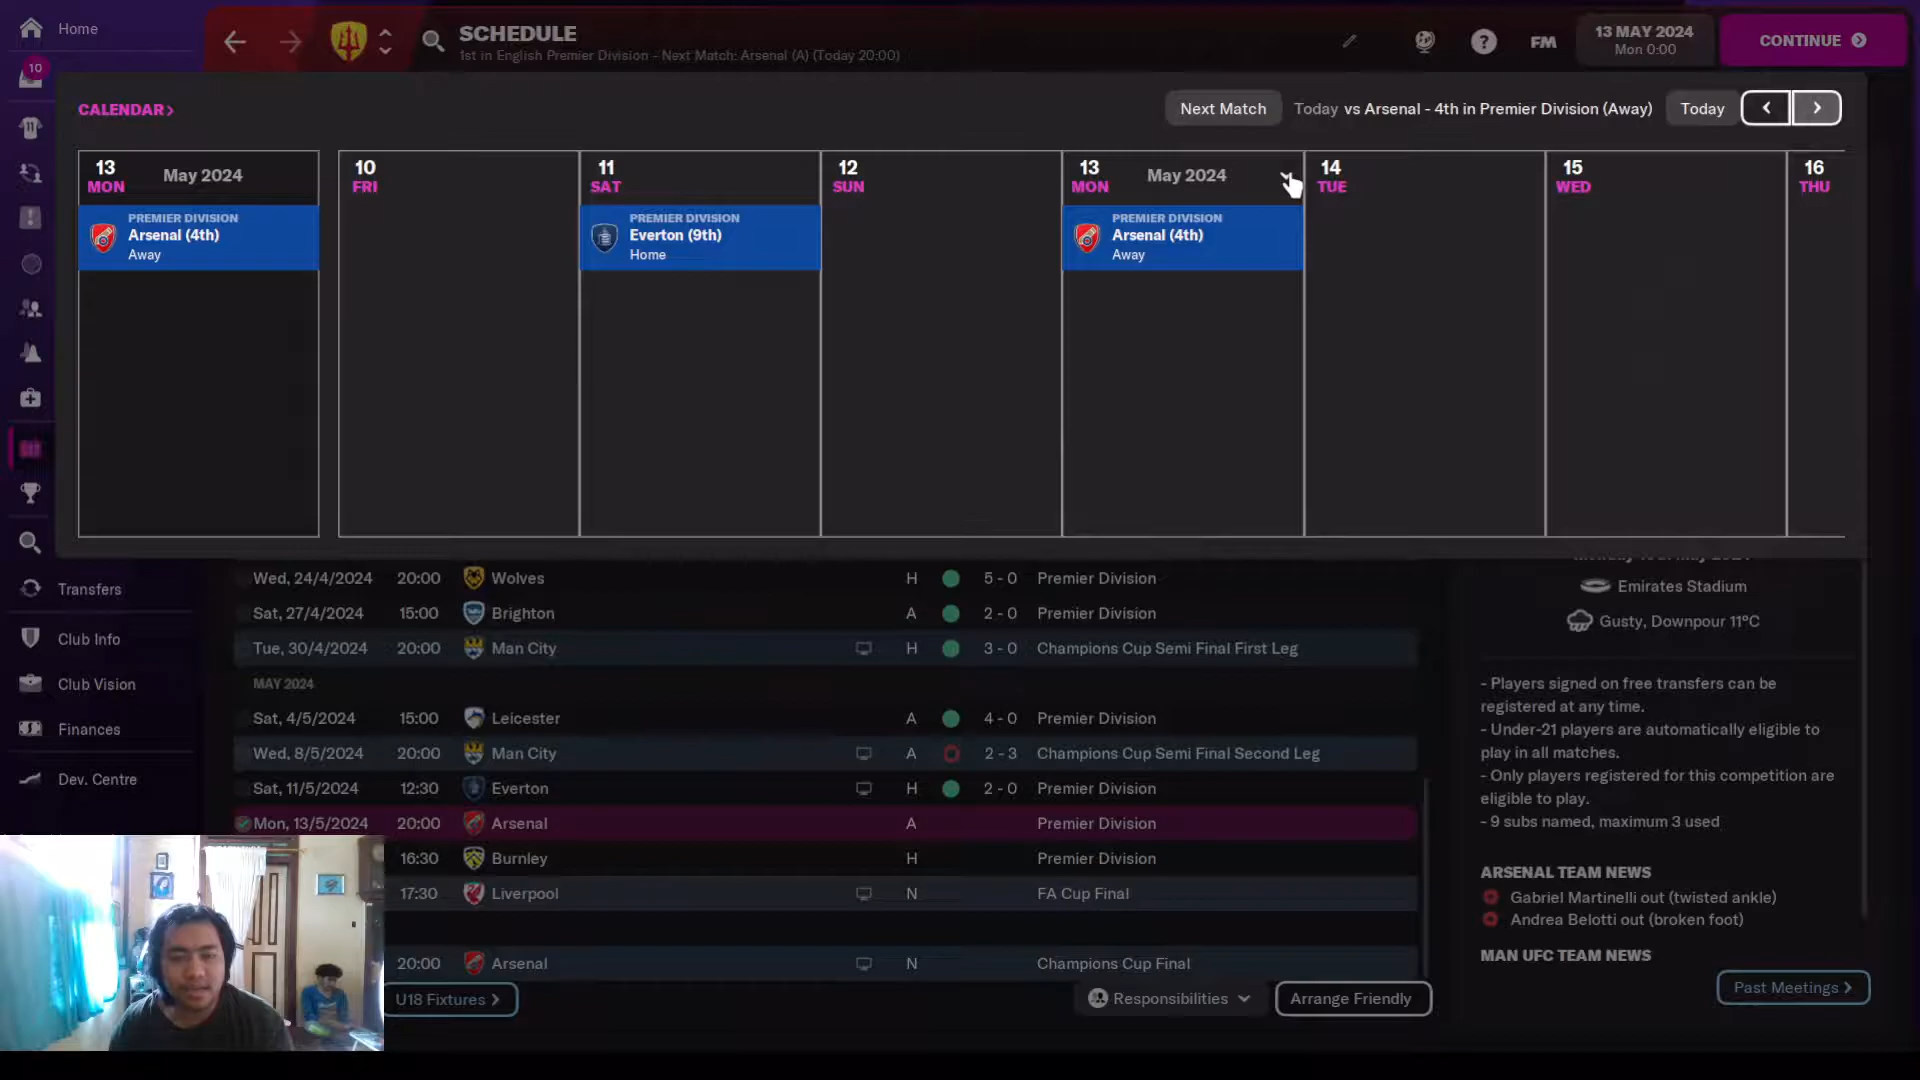 Home
SCHEDULE
1st in English Premier Division - Next Match: Arsenal (A) (Today 20:00)
FM
13 MAY 2024
Mon 0:00
CONTINUE
10
CALENDAR
Next Match
Today vs Arsenal - 4th in Premier Division (Away)
Today
13 MON May 2024
10 FRI
11 SAT
12 SUN
13 MON May 2024
14 TUE
15 WED
16 THU
PREMIER DIVISION
Arsenal (4th)
Away
PREMIER DIVISION
Everton (9th)
Home
PREMIER DIVISION
Arsenal (4th)
Away
Wed, 24/4/2024 20:00 Wolves H 5 - 0 Premier Division
Sat, 27/4/2024 15:00 Brighton A 2 - 0 Premier Division
Tue, 30/4/2024 20:00 Man City H 3 - 0 Champions Cup Semi Final First Leg
MAY 2024
Sat, 4/5/2024 15:00 Leicester A 4 - 0 Premier Division
Wed, 8/5/2024 20:00 Man City A 2 - 3 Champions Cup Semi Final Second Leg
Sat, 11/5/2024 12:30 Everton H 2 - 0 Premier Division
Mon, 13/5/2024 20:00 Arsenal A Premier Division
16:30 Burnley H Premier Division
17:30 Liverpool N FA Cup Final
20:00 Arsenal N Champions Cup Final
U18 Fixtures
Responsibilities
Arrange Friendly
Transfers
Club Info
Club Vision
Finances
Dev. Centre
Emirates Stadium
Gusty, Downpour 11°C
- Players signed on free transfers can be
registered at any time.
- Under-21 players are automatically eligible to
play in all matches.
- Only players registered for this competition are
eligible to play.
- 9 subs named, maximum 3 used
ARSENAL TEAM NEWS
Gabriel Martinelli out (twisted ankle)
Andrea Belotti out (broken foot)
MAN UFC TEAM NEWS
Past Meetings